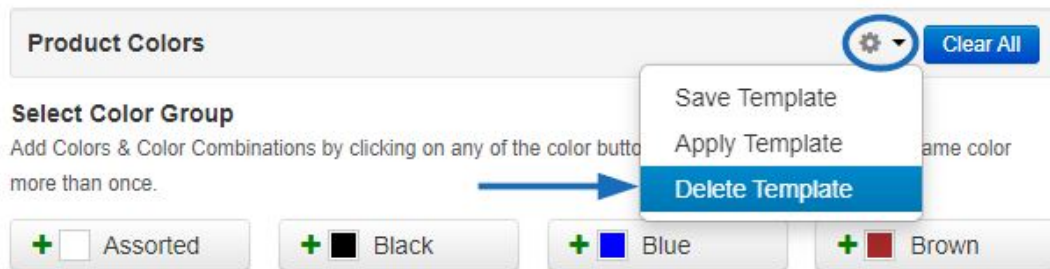 Product Colors
Clear All
Save Template
Select Color Group
Add Colors & Color Combinations by clicking on any of the color
Apply Template
ame color
more than once.
Delete Template
Assorted
Black
Blue
Brown